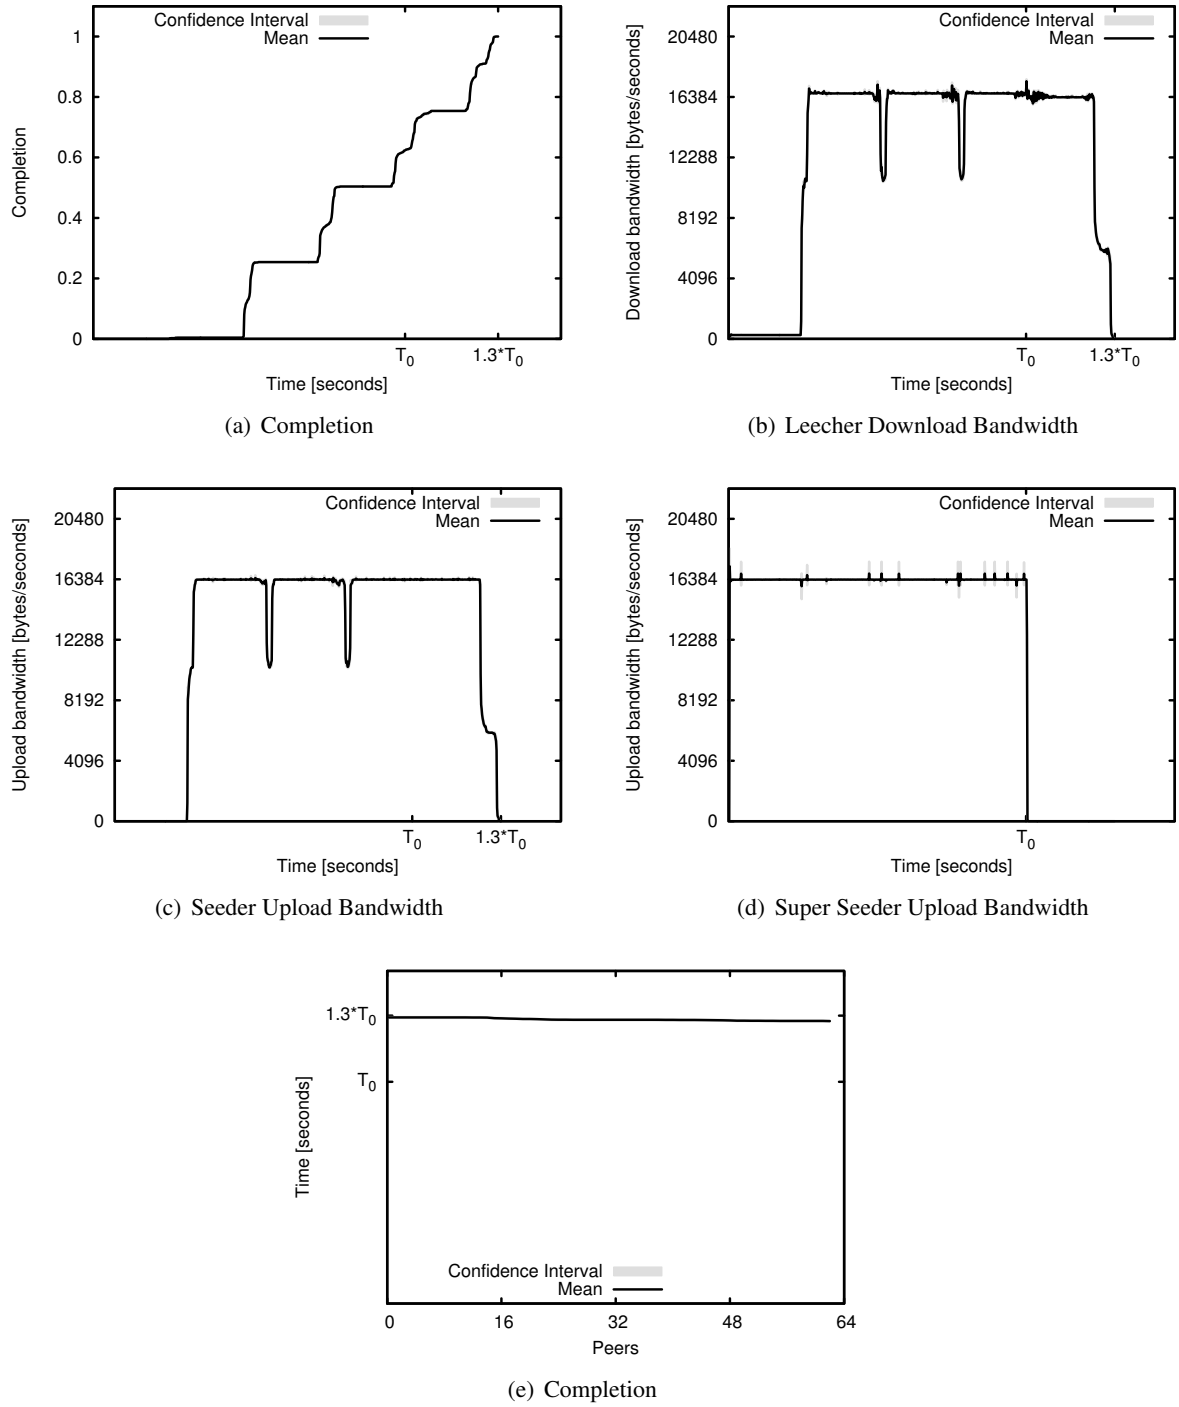 Confidence Interval
Mean
1
0.8
0.6
0.4
0.2
0
Completion
T0 1.3*T0
Time [seconds]
(a) Completion
Confidence Interval
Mean
20480
16384
12288
8192
4096
0
Download bandwidth [bytes/seconds]
T0 1.3*T0
Time [seconds]
(b) Leecher Download Bandwidth
Confidence Interval
Mean
20480
16384
12288
8192
4096
0
Upload bandwidth [bytes/seconds]
T0 1.3*T0
Time [seconds]
(c) Seeder Upload Bandwidth
Confidence Interval
Mean
20480
16384
12288
8192
4096
0
Upload bandwidth [bytes/seconds]
T0
Time [seconds]
(d) Super Seeder Upload Bandwidth
1.3*T0
T0
Time [seconds]
Confidence Interval
Mean
0 16 32 48 64
Peers
(e) Completion